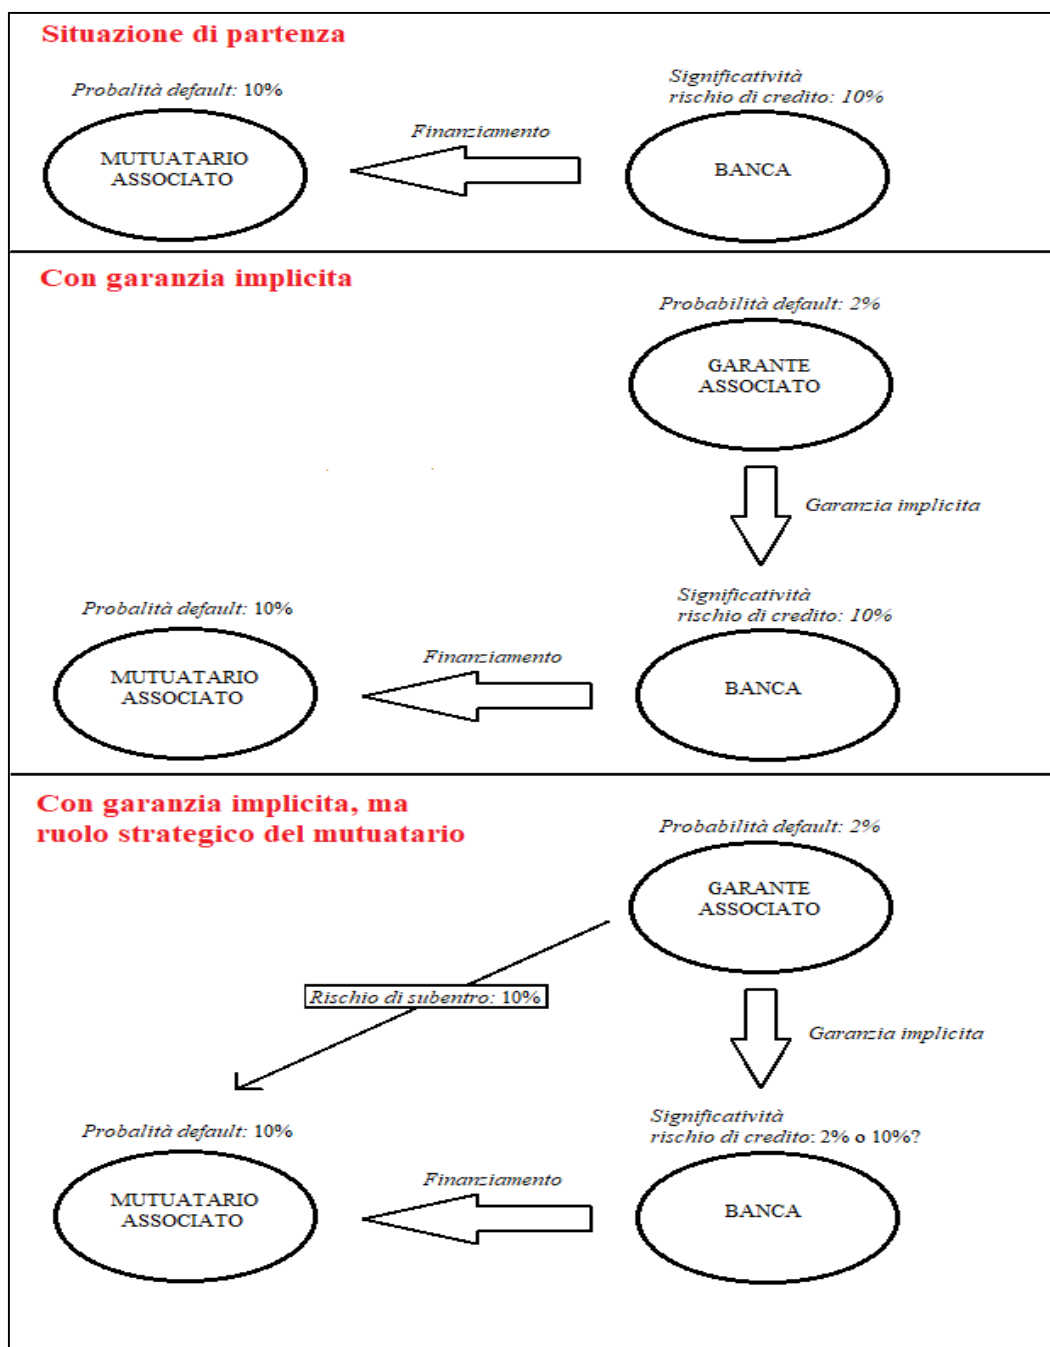 Situazione di partenza
Probalità default: 10%
Significatività
rischio di credito: 10%
MUTUATARIO
ASSOCIATO
Finanziamento
BANCA
Con garanzia implicita
Probabilità default: 2%
GARANTE
ASSOCIATO
Garanzia implicita
Probalità default: 10%
Significatività
rischio di credito: 10%
MUTUATARIO
ASSOCIATO
Finanziamento
BANCA
Con garanzia implicita, ma
ruolo strategico del mutuatario
Probabilità default: 2%
GARANTE
ASSOCIATO
Rischio di subentro: 10%
Garanzia implicita
Probalità default: 10%
Significatività
rischio di credito: 2% o 10%?
MUTUATARIO
ASSOCIATO
Finanziamento
BANCA